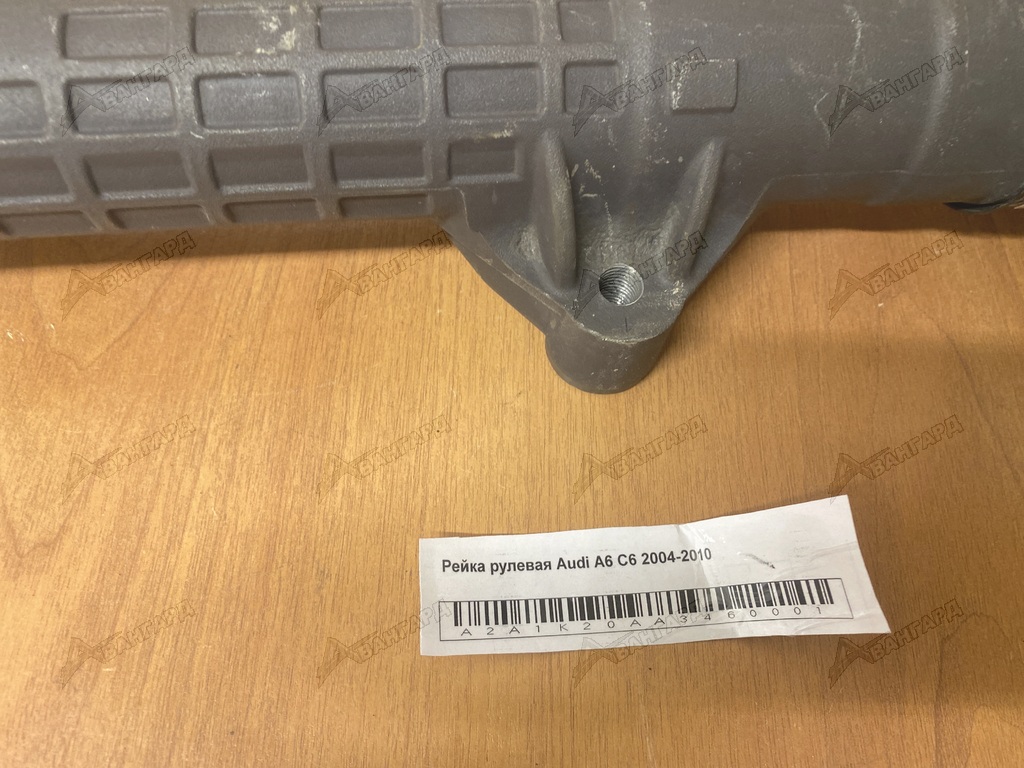 Рейка рулевая Audi A6 C6 2004-2010
A2A1K20AA3460001
АВАНГАРД